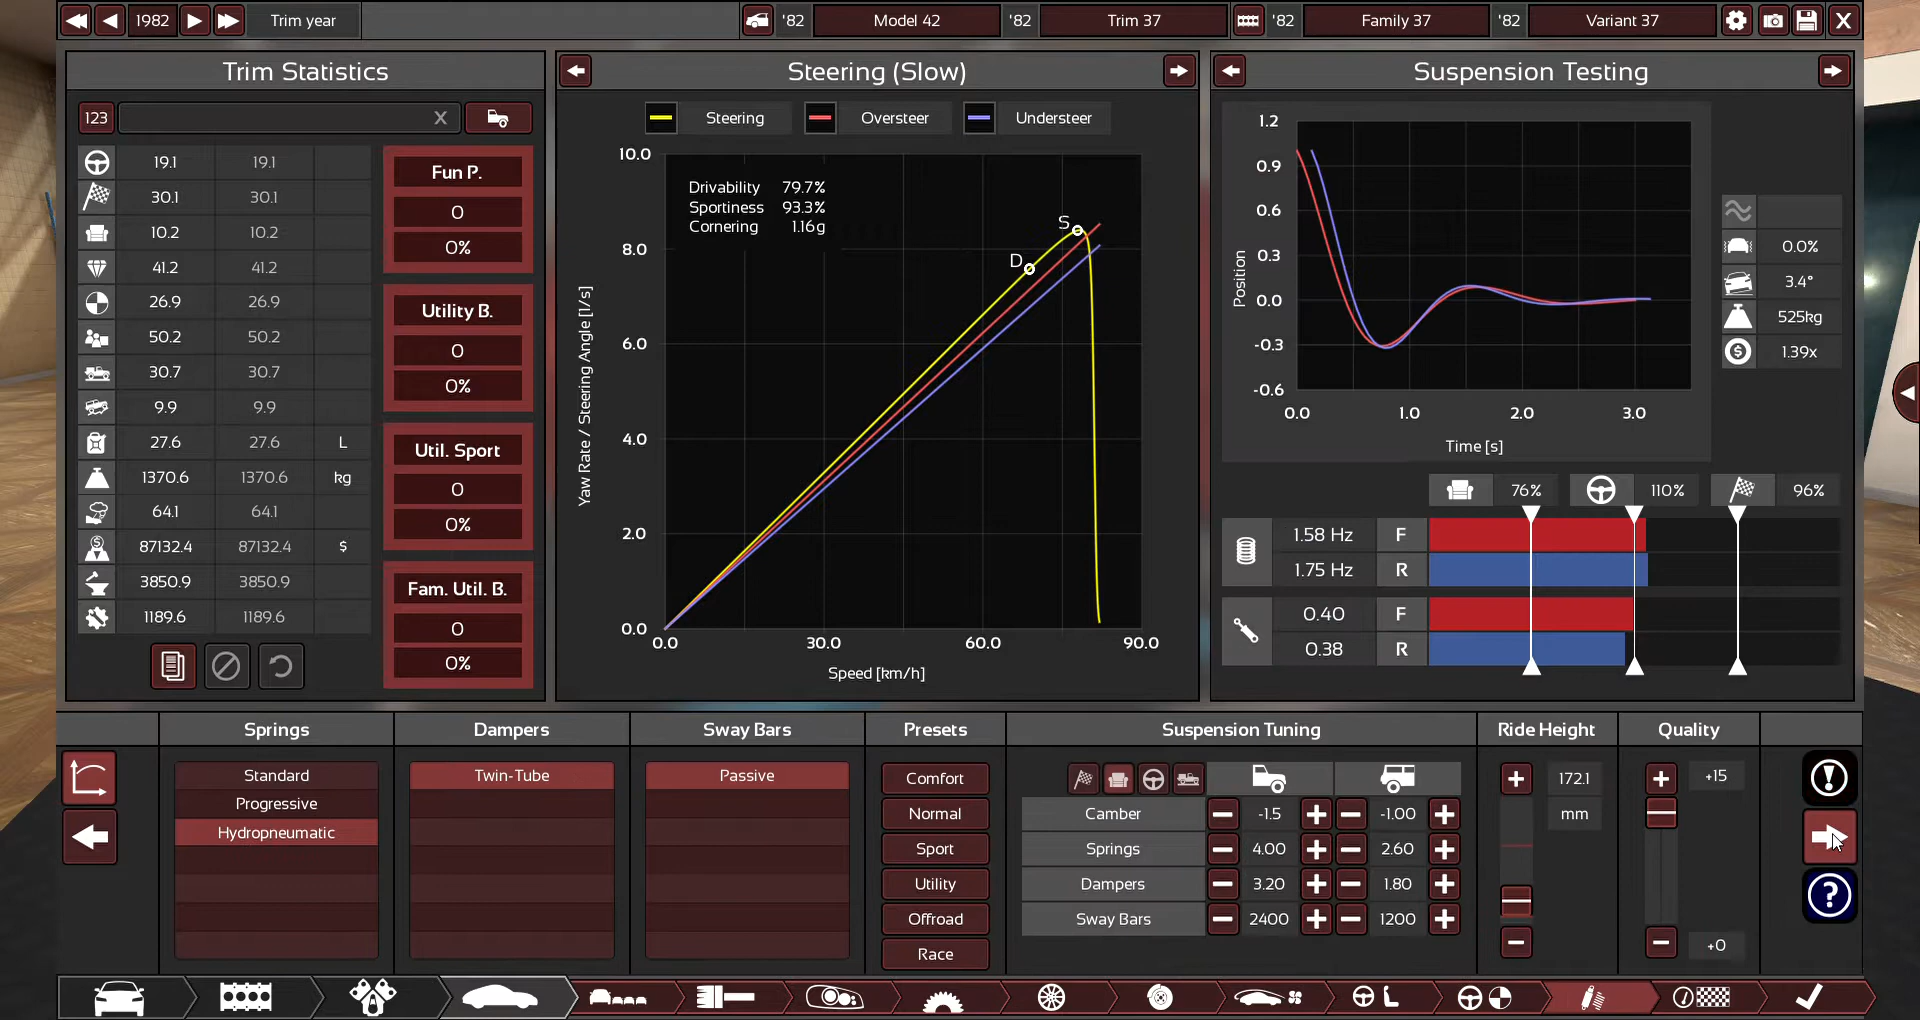 1982
Trim year
'82
Model 42
'82
Trim 37
'82
Family 37
'82
Variant 37
X
Trim Statistics
123
X
19.1 19.1
30.1 30.1
10.2 10.2
41.2 41.2
26.9 26.9
50.2 50.2
30.7 30.7
9.9 9.9
27.6 27.6 L
1370.6 1370.6 kg
64.1 64.1
87132.4 87132.4 $
3850.9 3850.9
1189.6 1189.6
Fun P.
0
0%
Utility B.
0
0%
Util. Sport
0
0%
Fam. Util. B.
0
0%
Steering (Slow)
Steering Oversteer Understeer
Drivability 79.7%
Sportiness 93.3%
Cornering 1.16g
S
D
Yaw Rate / Steering Angle [1/s]
10.0
8.0
6.0
4.0
2.0
0.0
0.0 30.0 60.0 90.0
Speed [km/h]
Suspension Testing
Position
1.2
0.9
0.6
0.3
0.0
-0.3
-0.6
0.0 1.0 2.0 3.0
Time [s]
0.0%
3.4°
525kg
$ 1.39x
76% 110% 96%
1.58 Hz F
1.75 Hz R
0.40 F
0.38 R
Springs
Standard
Progressive
Hydropneumatic
Dampers
Twin-Tube
Sway Bars
Passive
Presets
Comfort
Normal
Sport
Utility
Offroad
Race
Suspension Tuning
Camber - -1.5 + - -1.00 +
Springs - 4.00 + - 2.60 +
Dampers - 3.20 + - 1.80 +
Sway Bars - 2400 + - 1200 +
Ride Height
+ 172.1
mm
-
Quality
+ +15
- +0
!
?